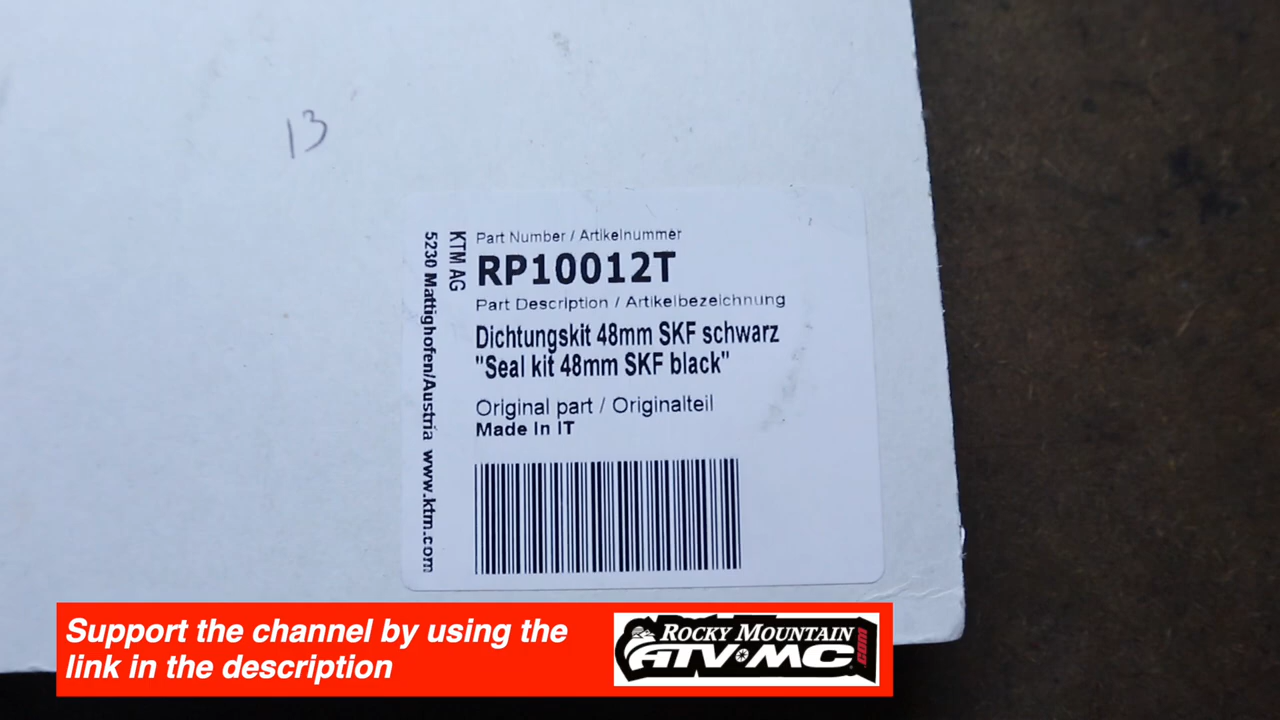 13
KTM AG
5230 Mattighofen/Austria www.ktm.com
Part Number / Artikelnummer
RP10012T
Part Description / Artikelbezeichnung
Dichtungskit 48mm SKF schwarz
"Seal kit 48mm SKF black"
Original part / Originalteil
Made In IT
Support the channel by using the
link in the description
ROCKY MOUNTAIN
ATV MC
.COM